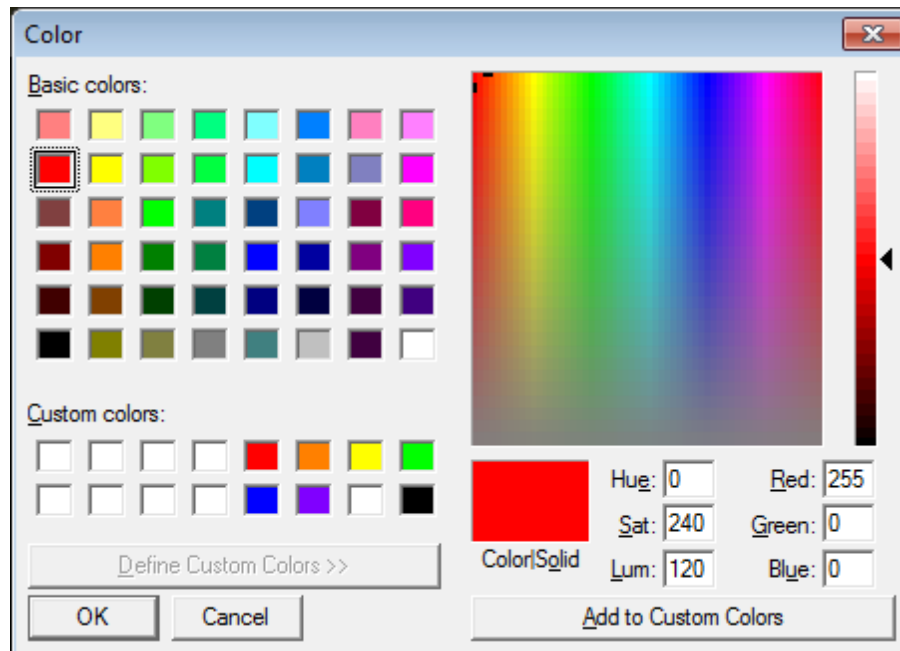 Color
Basic colors:
Custom colors:
Define Custom Colors >>
OK
Cancel
Color|Solid
Hue: 0
Red: 255
Sat: 240
Green: 0
Lum: 120
Blue: 0
Add to Custom Colors